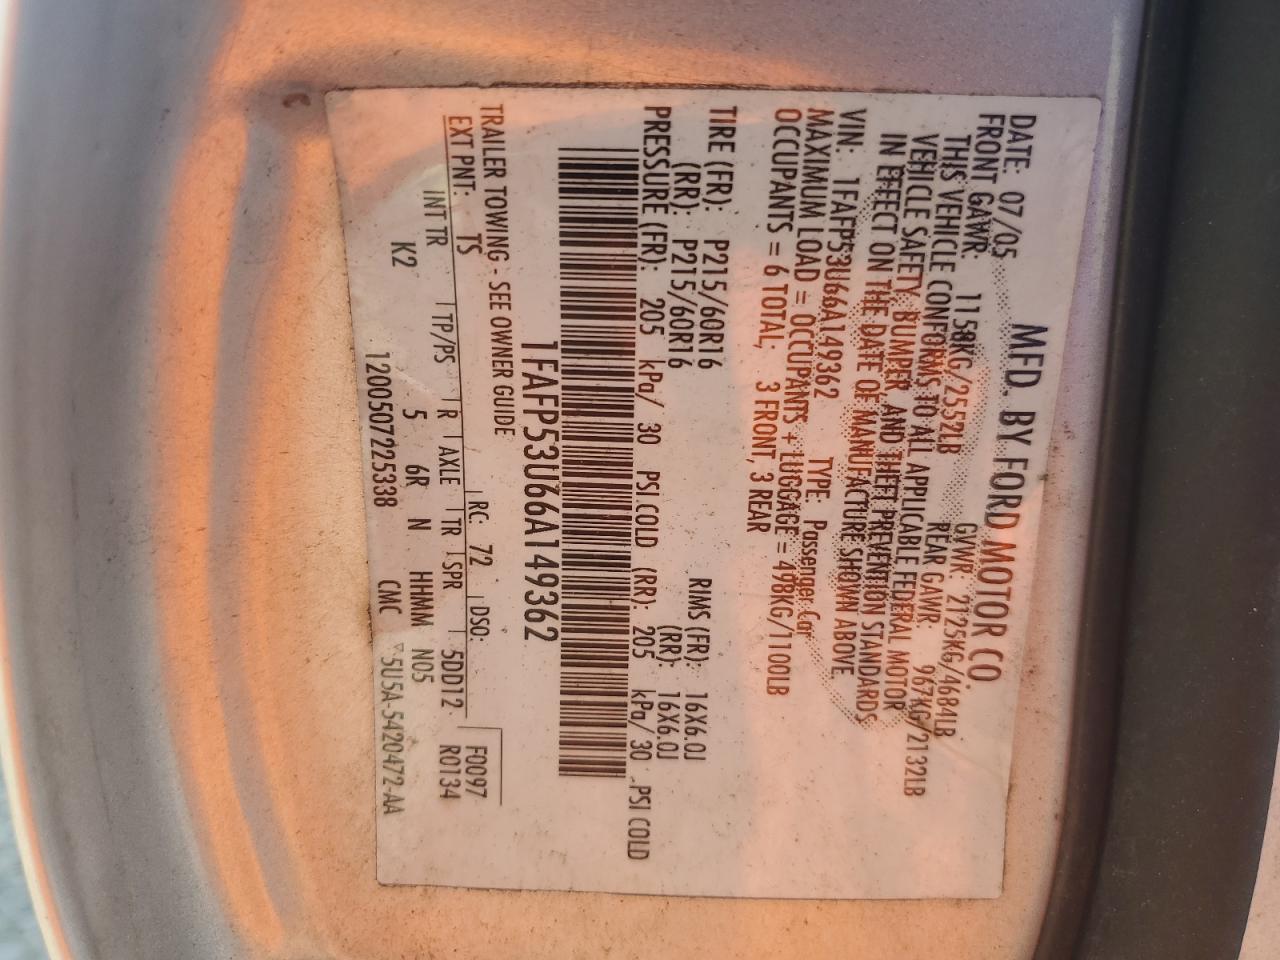 MFD. BY FORD MOTOR CO.
DATE: 07/05 GVWR: 2125KG/4684LB
FRONT GAWR: 1158KG/2552LB REAR GAWR: 967KG/2132LB
THIS VEHICLE CONFORMS TO ALL APPLICABLE FEDERAL MOTOR
VEHICLE SAFETY, BUMPER, AND THEFT PREVENTION STANDARDS
IN EFFECT ON THE DATE OF MANUFACTURE SHOWN ABOVE
VIN: 1FAFP53U66A149362 TYPE: Passenger Car
MAXIMUM LOAD = OCCUPANTS + LUGGAGE = 498KG/1100LB
OCCUPANTS = 6 TOTAL, 3 FRONT, 3 REAR
TIRE (FR): P215/60R16 RIMS (FR): 16X6.0J
(RR): P215/60R16 (RR): 16X6.0J
PRESSURE (FR): 205 kPa/ 30 PSI COLD (RR): 205 kPa/ 30 PSI COLD
1FAFP53U66A149362
TRAILER TOWING - SEE OWNER GUIDE F0097
EXT PNT: TS RC: 72 DSO: R0134
INT TR TP/PS R AXLE TR SPR 5DD12
K2 5 6R N HHMM N05
120050725338 CMC 5U5A-5420472-AA